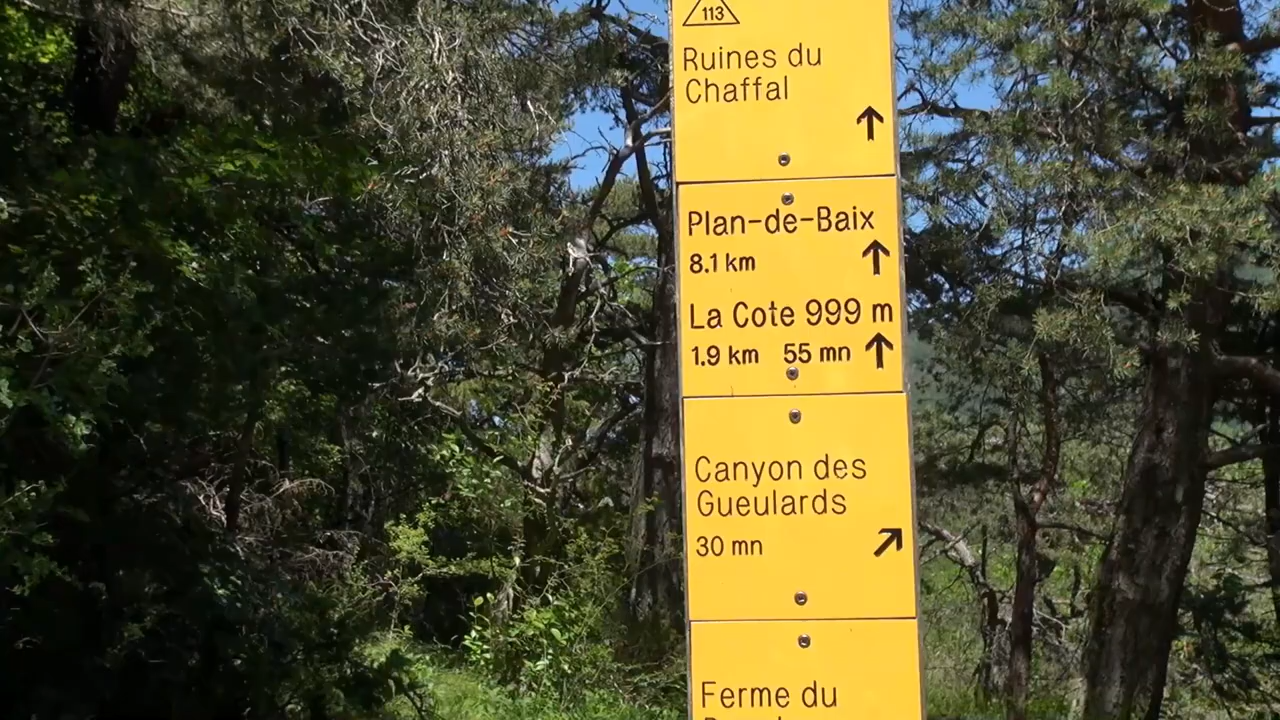 113
Ruines du
Chaffal
Plan-de-Baix
8.1 km
La Cote 999 m
1.9 km 55 mn
Canyon des
Gueulards
30 mn
Ferme du